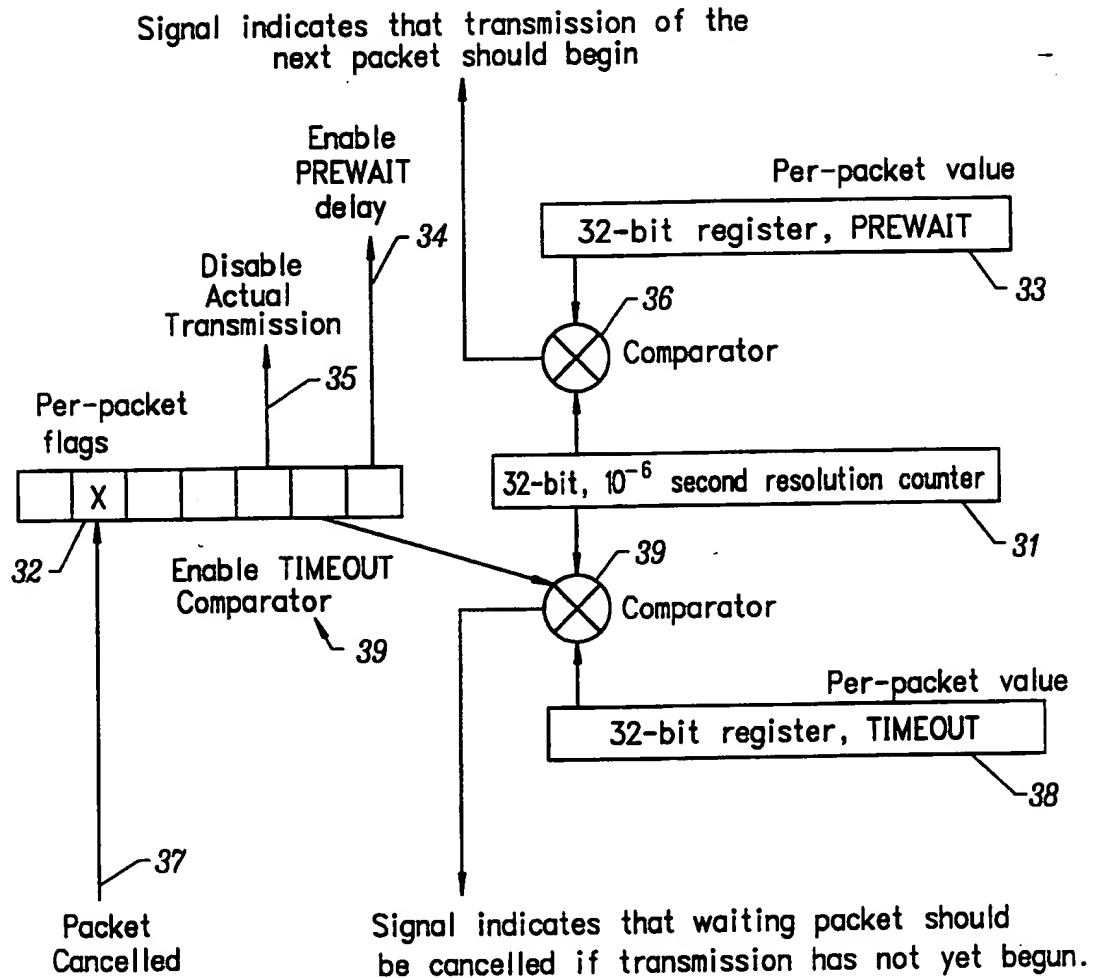 Signal indicates that transmission of the
next packet should begin
Enable
PREWAIT
delay
34
Per-packet value
32-bit register, PREWAIT
33
Disable
Actual
Transmission
35
36
Comparator
Per-packet
flags
X
32
32-bit, 10⁻⁶ second resolution counter
31
Enable TIMEOUT
Comparator
39
39
Comparator
Per-packet value
32-bit register, TIMEOUT
38
37
Packet
Cancelled
Signal indicates that waiting packet should
be cancelled if transmission has not yet begun.